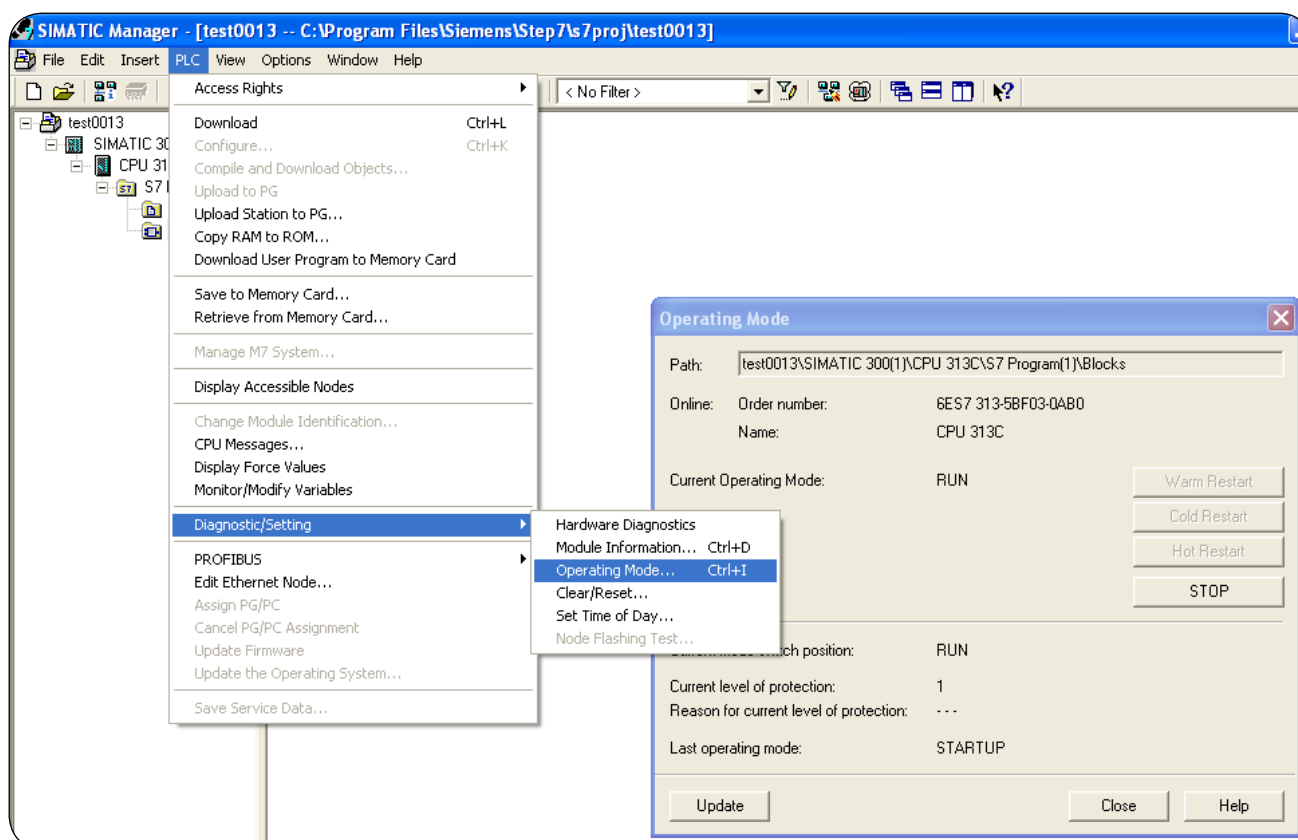 SIMATIC Manager - [test0013 -- C:\Program Files\Siemens\Step7\s7proj\test0013]
File Edit Insert PLC View Options Window Help
< No Filter >
test0013
SIMATIC 30
CPU 31
S7
Access Rights
Download Ctrl+L
Configure... Ctrl+K
Compile and Download Objects...
Upload to PG
Upload Station to PG...
Copy RAM to ROM...
Download User Program to Memory Card
Save to Memory Card...
Retrieve from Memory Card...
Manage M7 System...
Display Accessible Nodes
Change Module Identification...
CPU Messages...
Display Force Values
Monitor/Modify Variables
Diagnostic/Setting
PROFIBUS
Edit Ethernet Node...
Assign PG/PC
Cancel PG/PC Assignment
Update Firmware
Update the Operating System...
Save Service Data...
Hardware Diagnostics
Module Information... Ctrl+D
Operating Mode... Ctrl+I
Clear/Reset...
Set Time of Day...
Node Flashing Test...
Operating Mode
Path: test0013\SIMATIC 300(1)\CPU 313C\S7 Program(1)\Blocks
Online: Order number: 6ES7 313-5BF03-0AB0
Name: CPU 313C
Current Operating Mode: RUN
Warm Restart
Cold Restart
Hot Restart
STOP
position: RUN
Current level of protection: 1
Reason for current level of protection: - - -
Last operating mode: STARTUP
Update Close Help